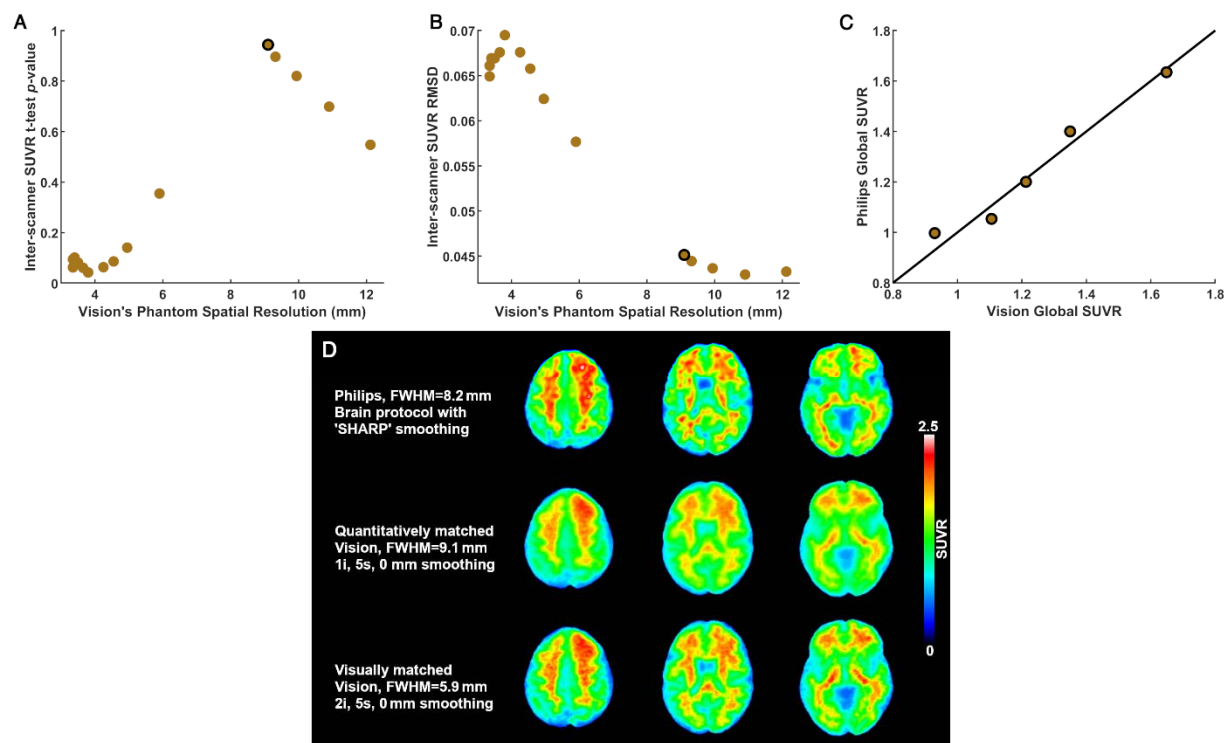 A
Inter-scanner SUVR t-test p-value
1
0.8
0.6
0.4
0.2
0
4
6
8
10
12
Vision's Phantom Spatial Resolution (mm)
B
Inter-scanner SUVR RMSD
0.07
0.065
0.06
0.055
0.05
0.045
4
6
8
10
12
Vision's Phantom Spatial Resolution (mm)
C
Philips Global SUVR
1.8
1.6
1.4
1.2
1
0.8
0.8
1
1.2
1.4
1.6
1.8
Vision Global SUVR
D
Philips, FWHM=8.2 mm
Brain protocol with
'SHARP' smoothing
Quantitatively matched
Vision, FWHM=9.1 mm
1i, 5s, 0 mm smoothing
Visually matched
Vision, FWHM=5.9 mm
2i, 5s, 0 mm smoothing
2.5
SUVR
0